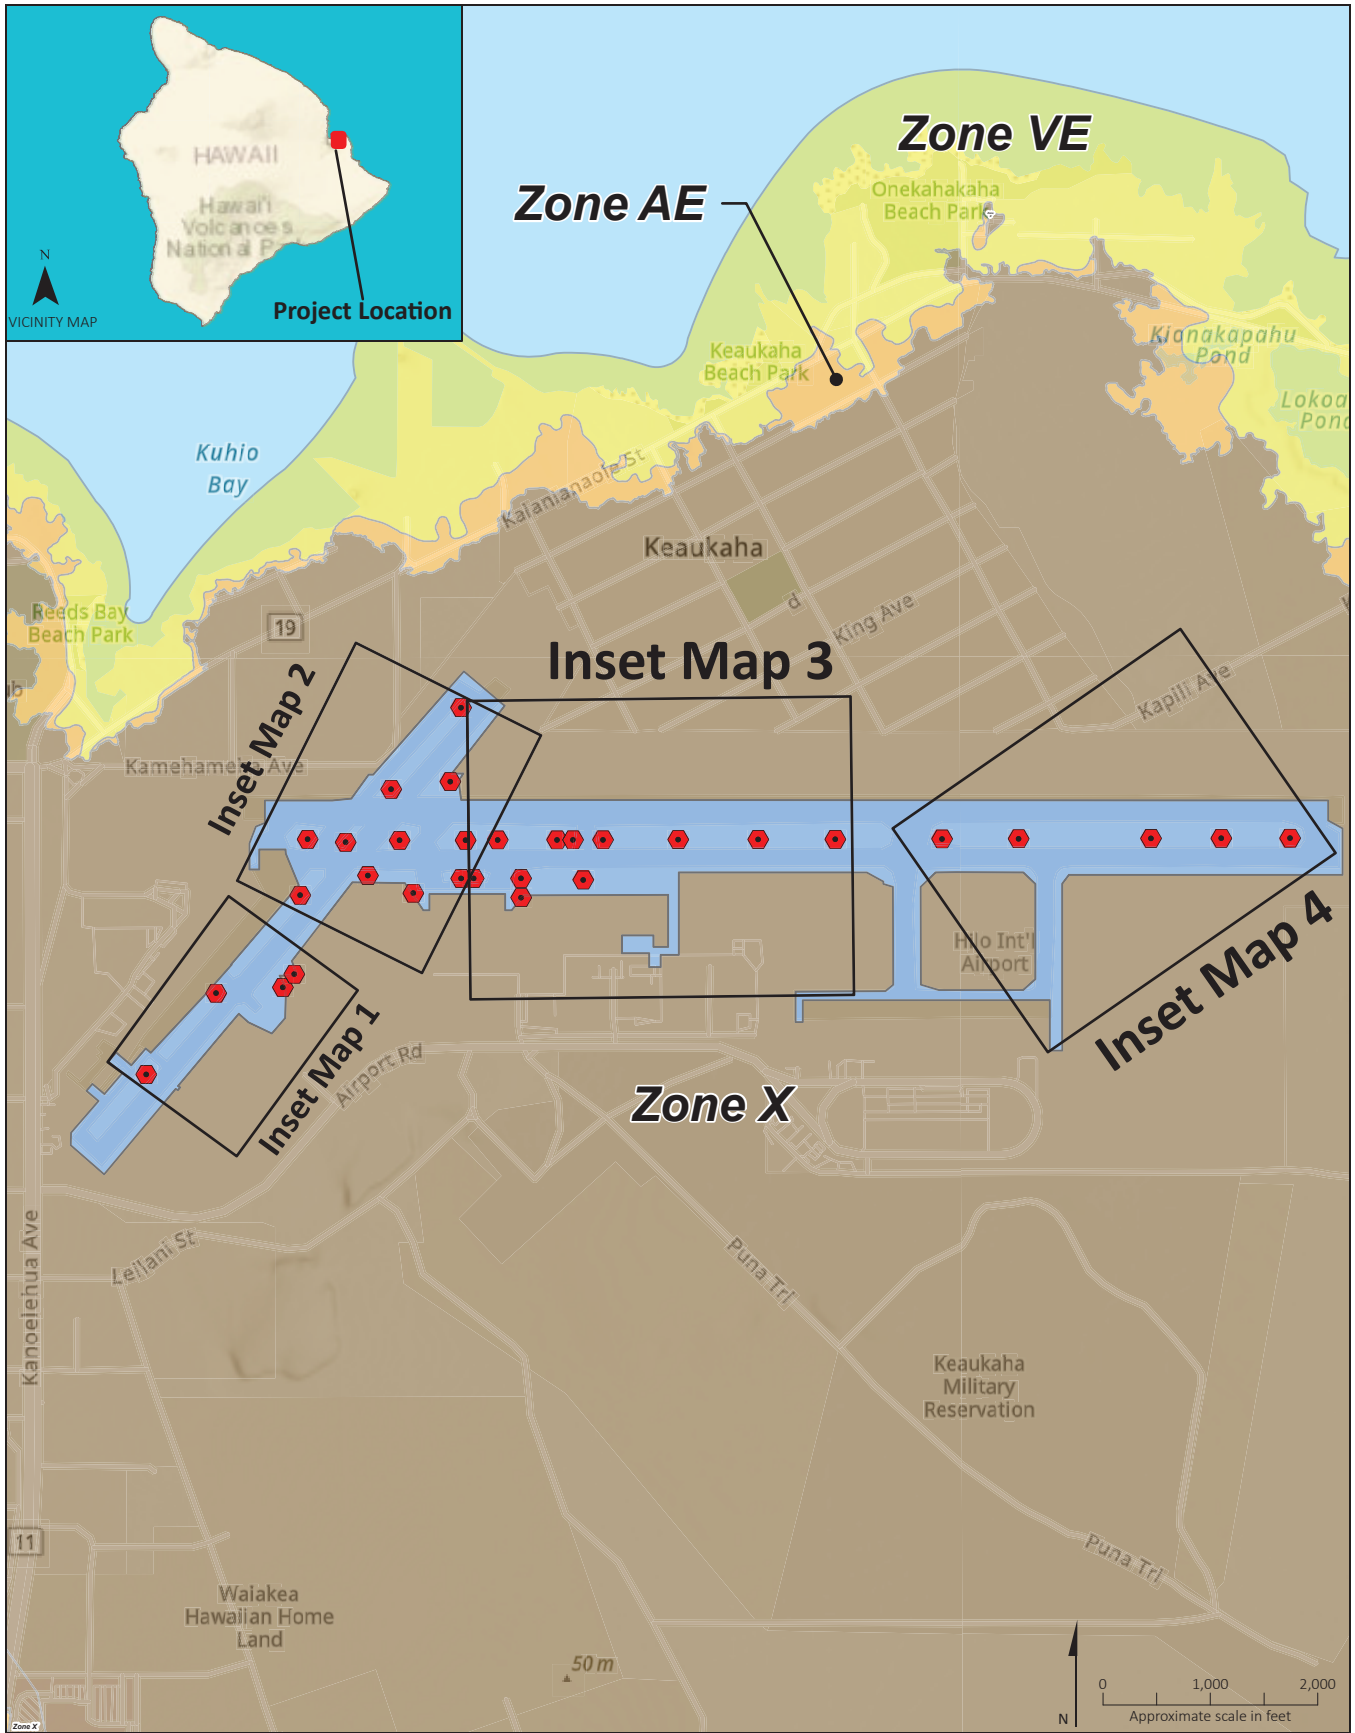 HAWAII
Hawai'i
Volcanoes
National P
N
VICINITY MAP
Project Location
Zone VE
Zone AE
Onekahakaha
Beach Park
Keaukaha
Beach Park
Kianakapahu
Pond
Lokoa
Pond
Kuhio
Bay
Kalanianaole St
Keaukaha
d
King Ave
Reeds Bay
Beach Park
19
ub
Inset Map 2
Inset Map 3
Kapili Ave
Kamehameha Ave
Hilo Int'l
Airport
Inset Map 4
Inset Map 1
Airport Rd
Zone X
Kanoelehua Ave
Leilani St
Puna Trl
Keaukaha
Military
Reservation
11
Puna Trl
Waiakea
Hawaiian Home
Land
50 m
N
0 1,000 2,000
Approximate scale in feet
Zone X